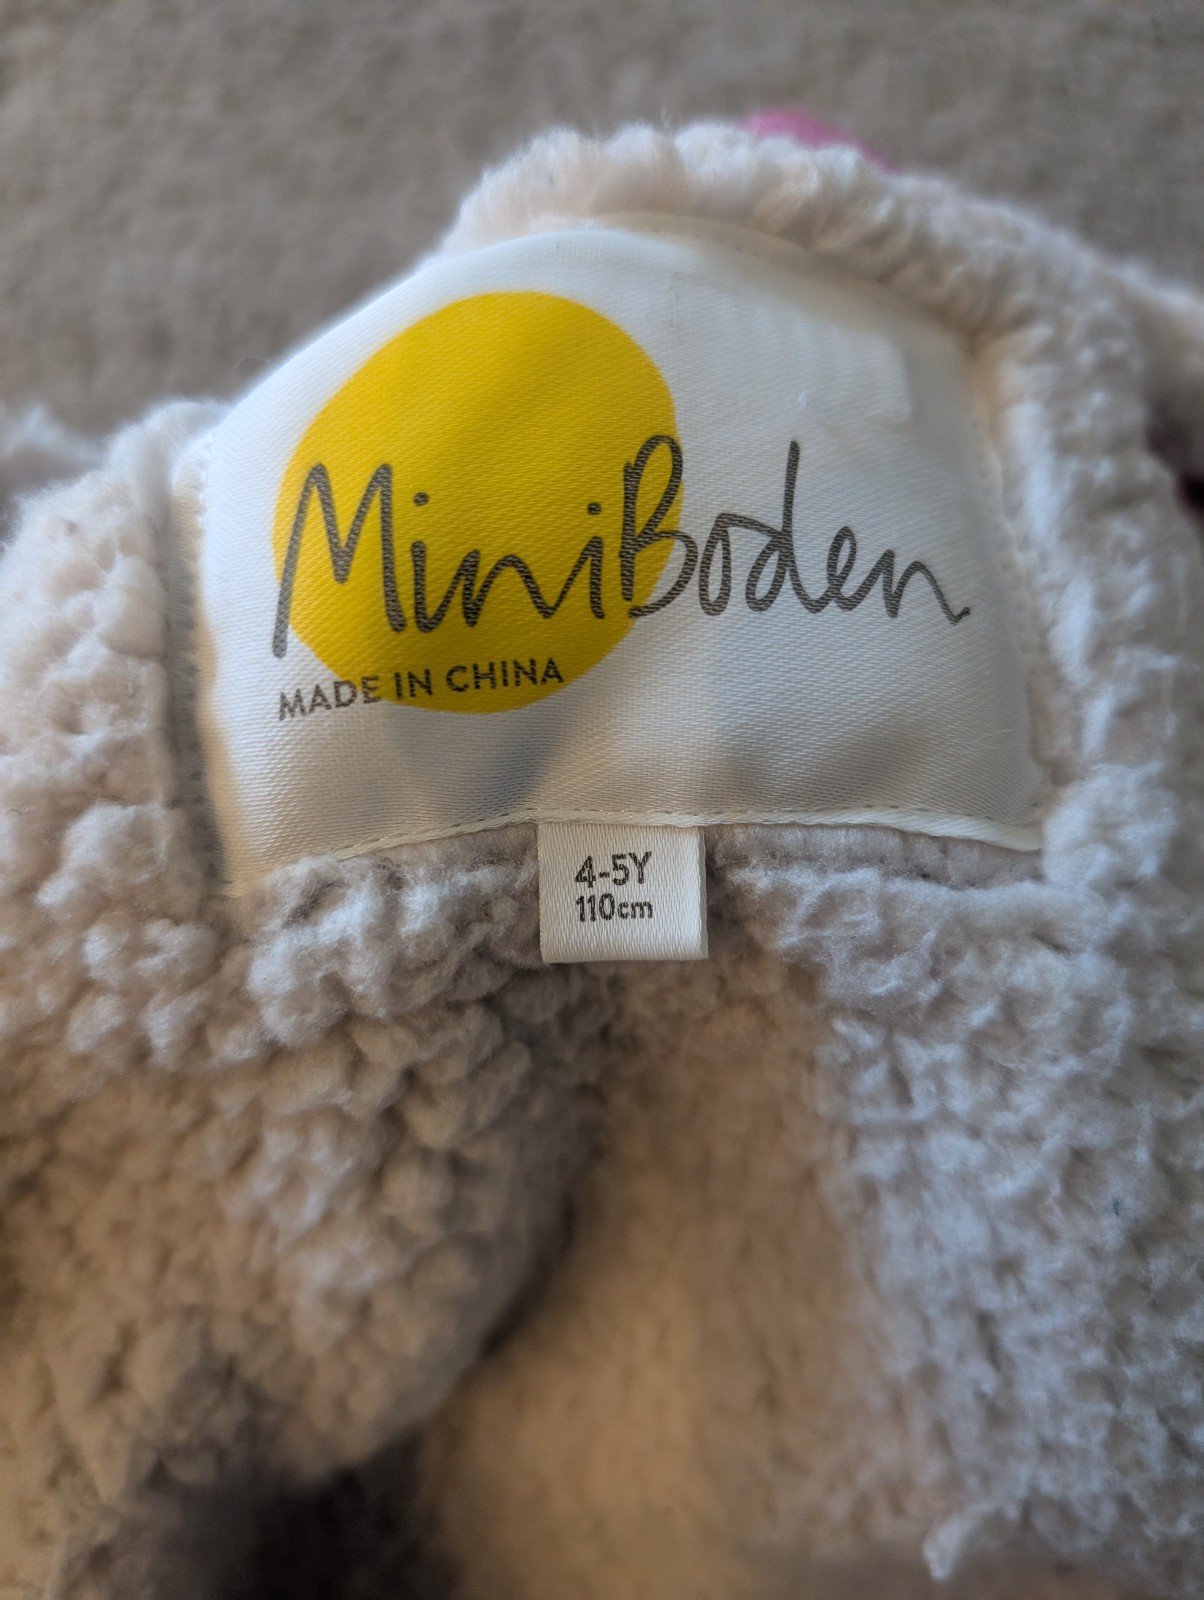 MiniBoden
MADE IN CHINA
4-5Y
110cm